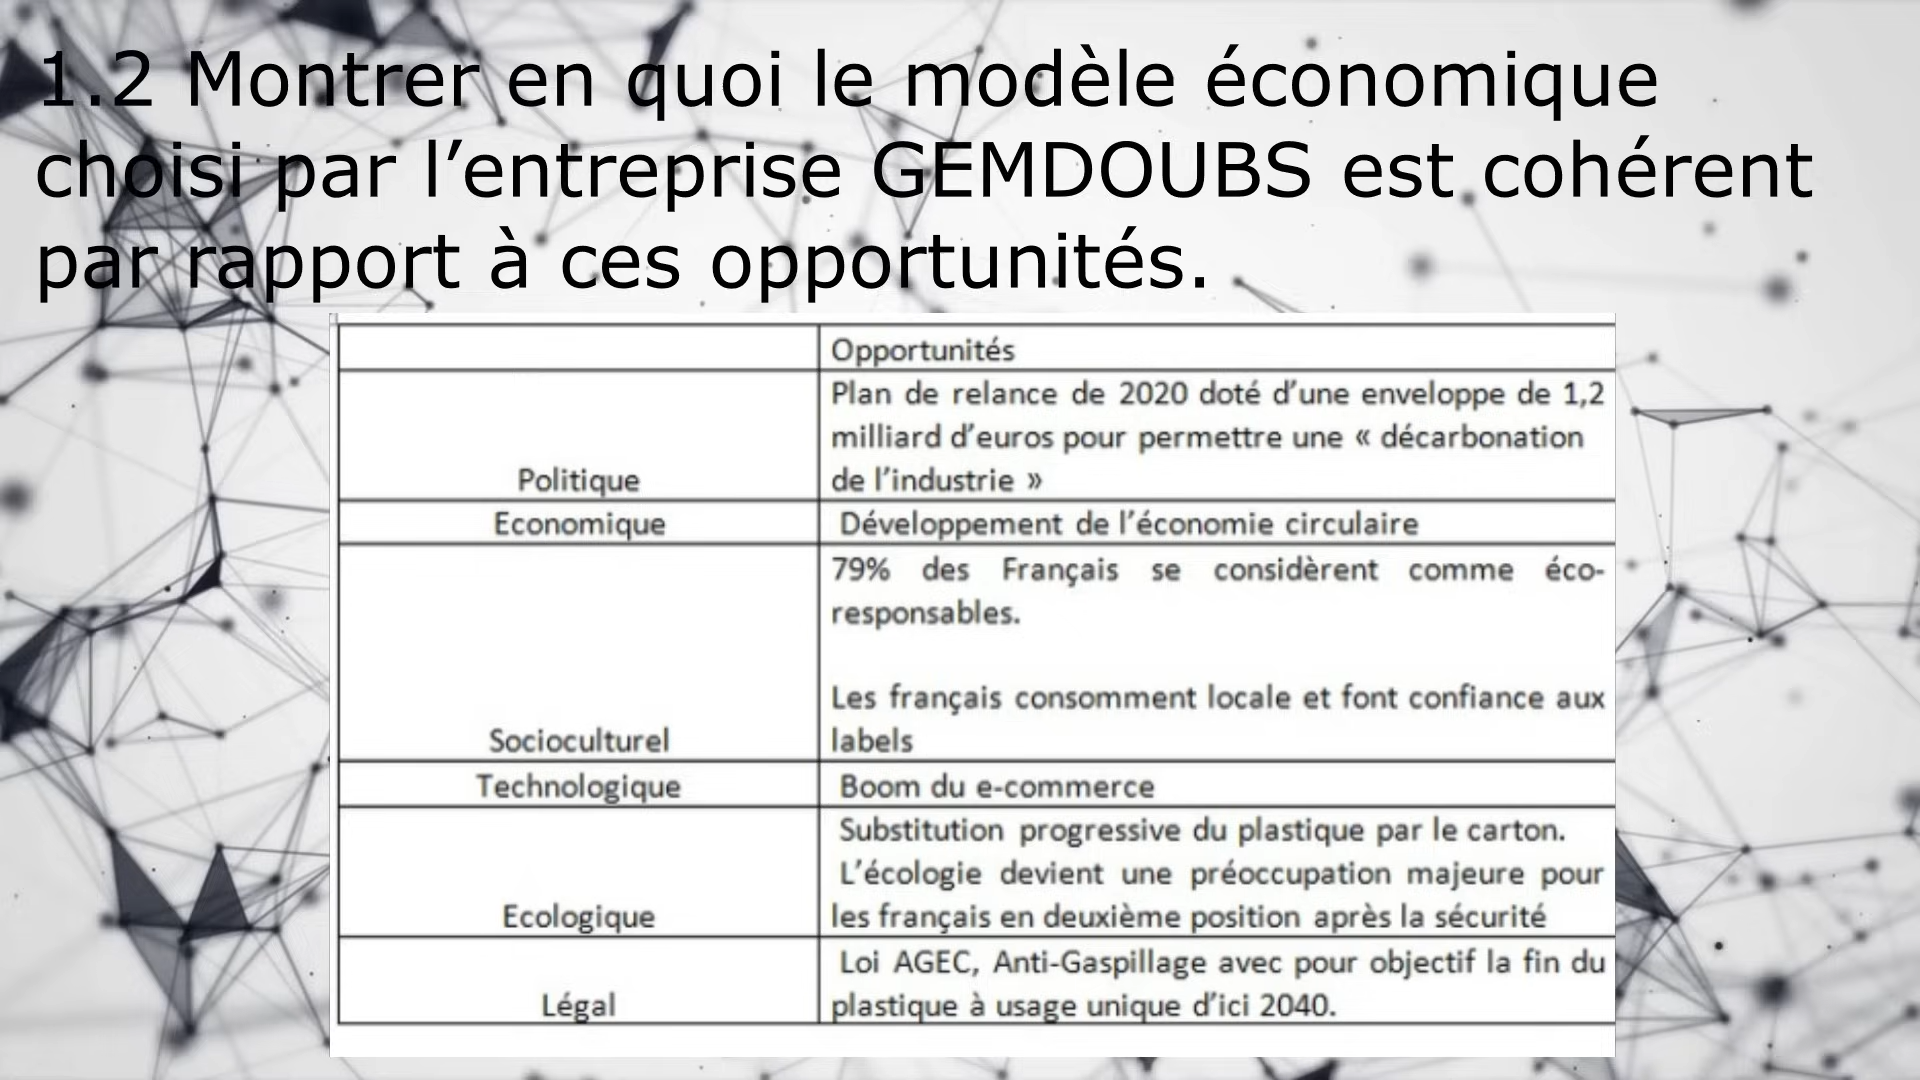 1.2 Montrer en quoi le modèle économique
choisi par l’entreprise GEMDOUBS est cohérent
par rapport à ces opportunités.
Opportunités
Plan de relance de 2020 doté d’une enveloppe de 1,2
milliard d’euros pour permettre une « décarbonation
Politique de l’industrie »
Economique Développement de l’économie circulaire
79% des Français se considèrent comme éco-
responsables.
Les français consomment locale et font confiance aux
Socioculturel labels
Technologique Boom du e-commerce
Substitution progressive du plastique par le carton.
L’écologie devient une préoccupation majeure pour
Ecologique les français en deuxième position après la sécurité
Loi AGEC, Anti-Gaspillage avec pour objectif la fin du
Légal plastique à usage unique d’ici 2040.